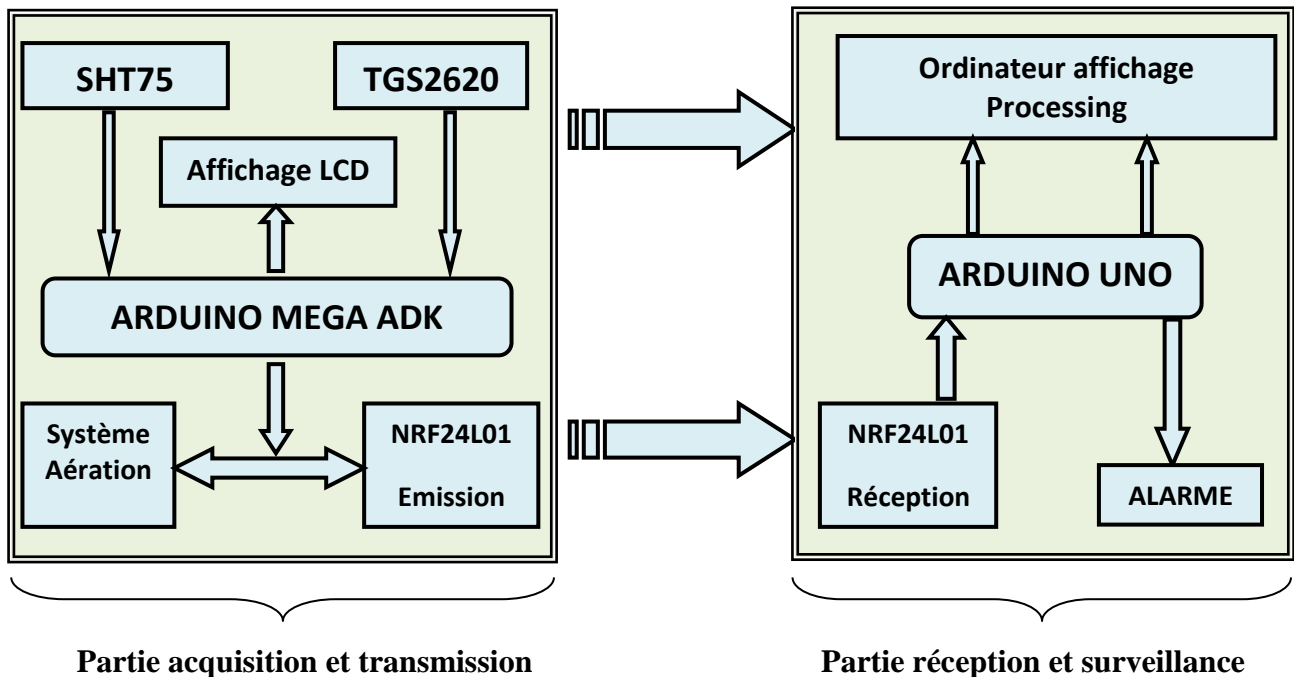 SHT75
TGS2620
Affichage LCD
ARDUINO MEGA ADK
Système
Aération
NRF24L01
Emission
Ordinateur affichage
Processing
ARDUINO UNO
NRF24L01
Réception
ALARME
Partie acquisition et transmission
Partie réception et surveillance